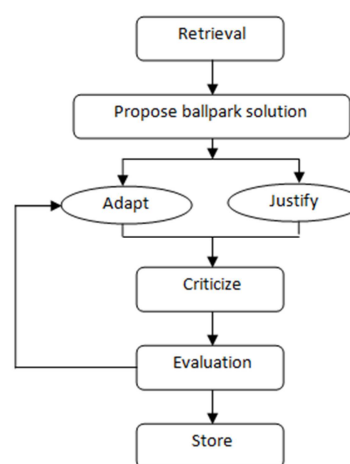 Retrieval
Propose ballpark solution
Adapt
Justify
Criticize
Evaluation
Store